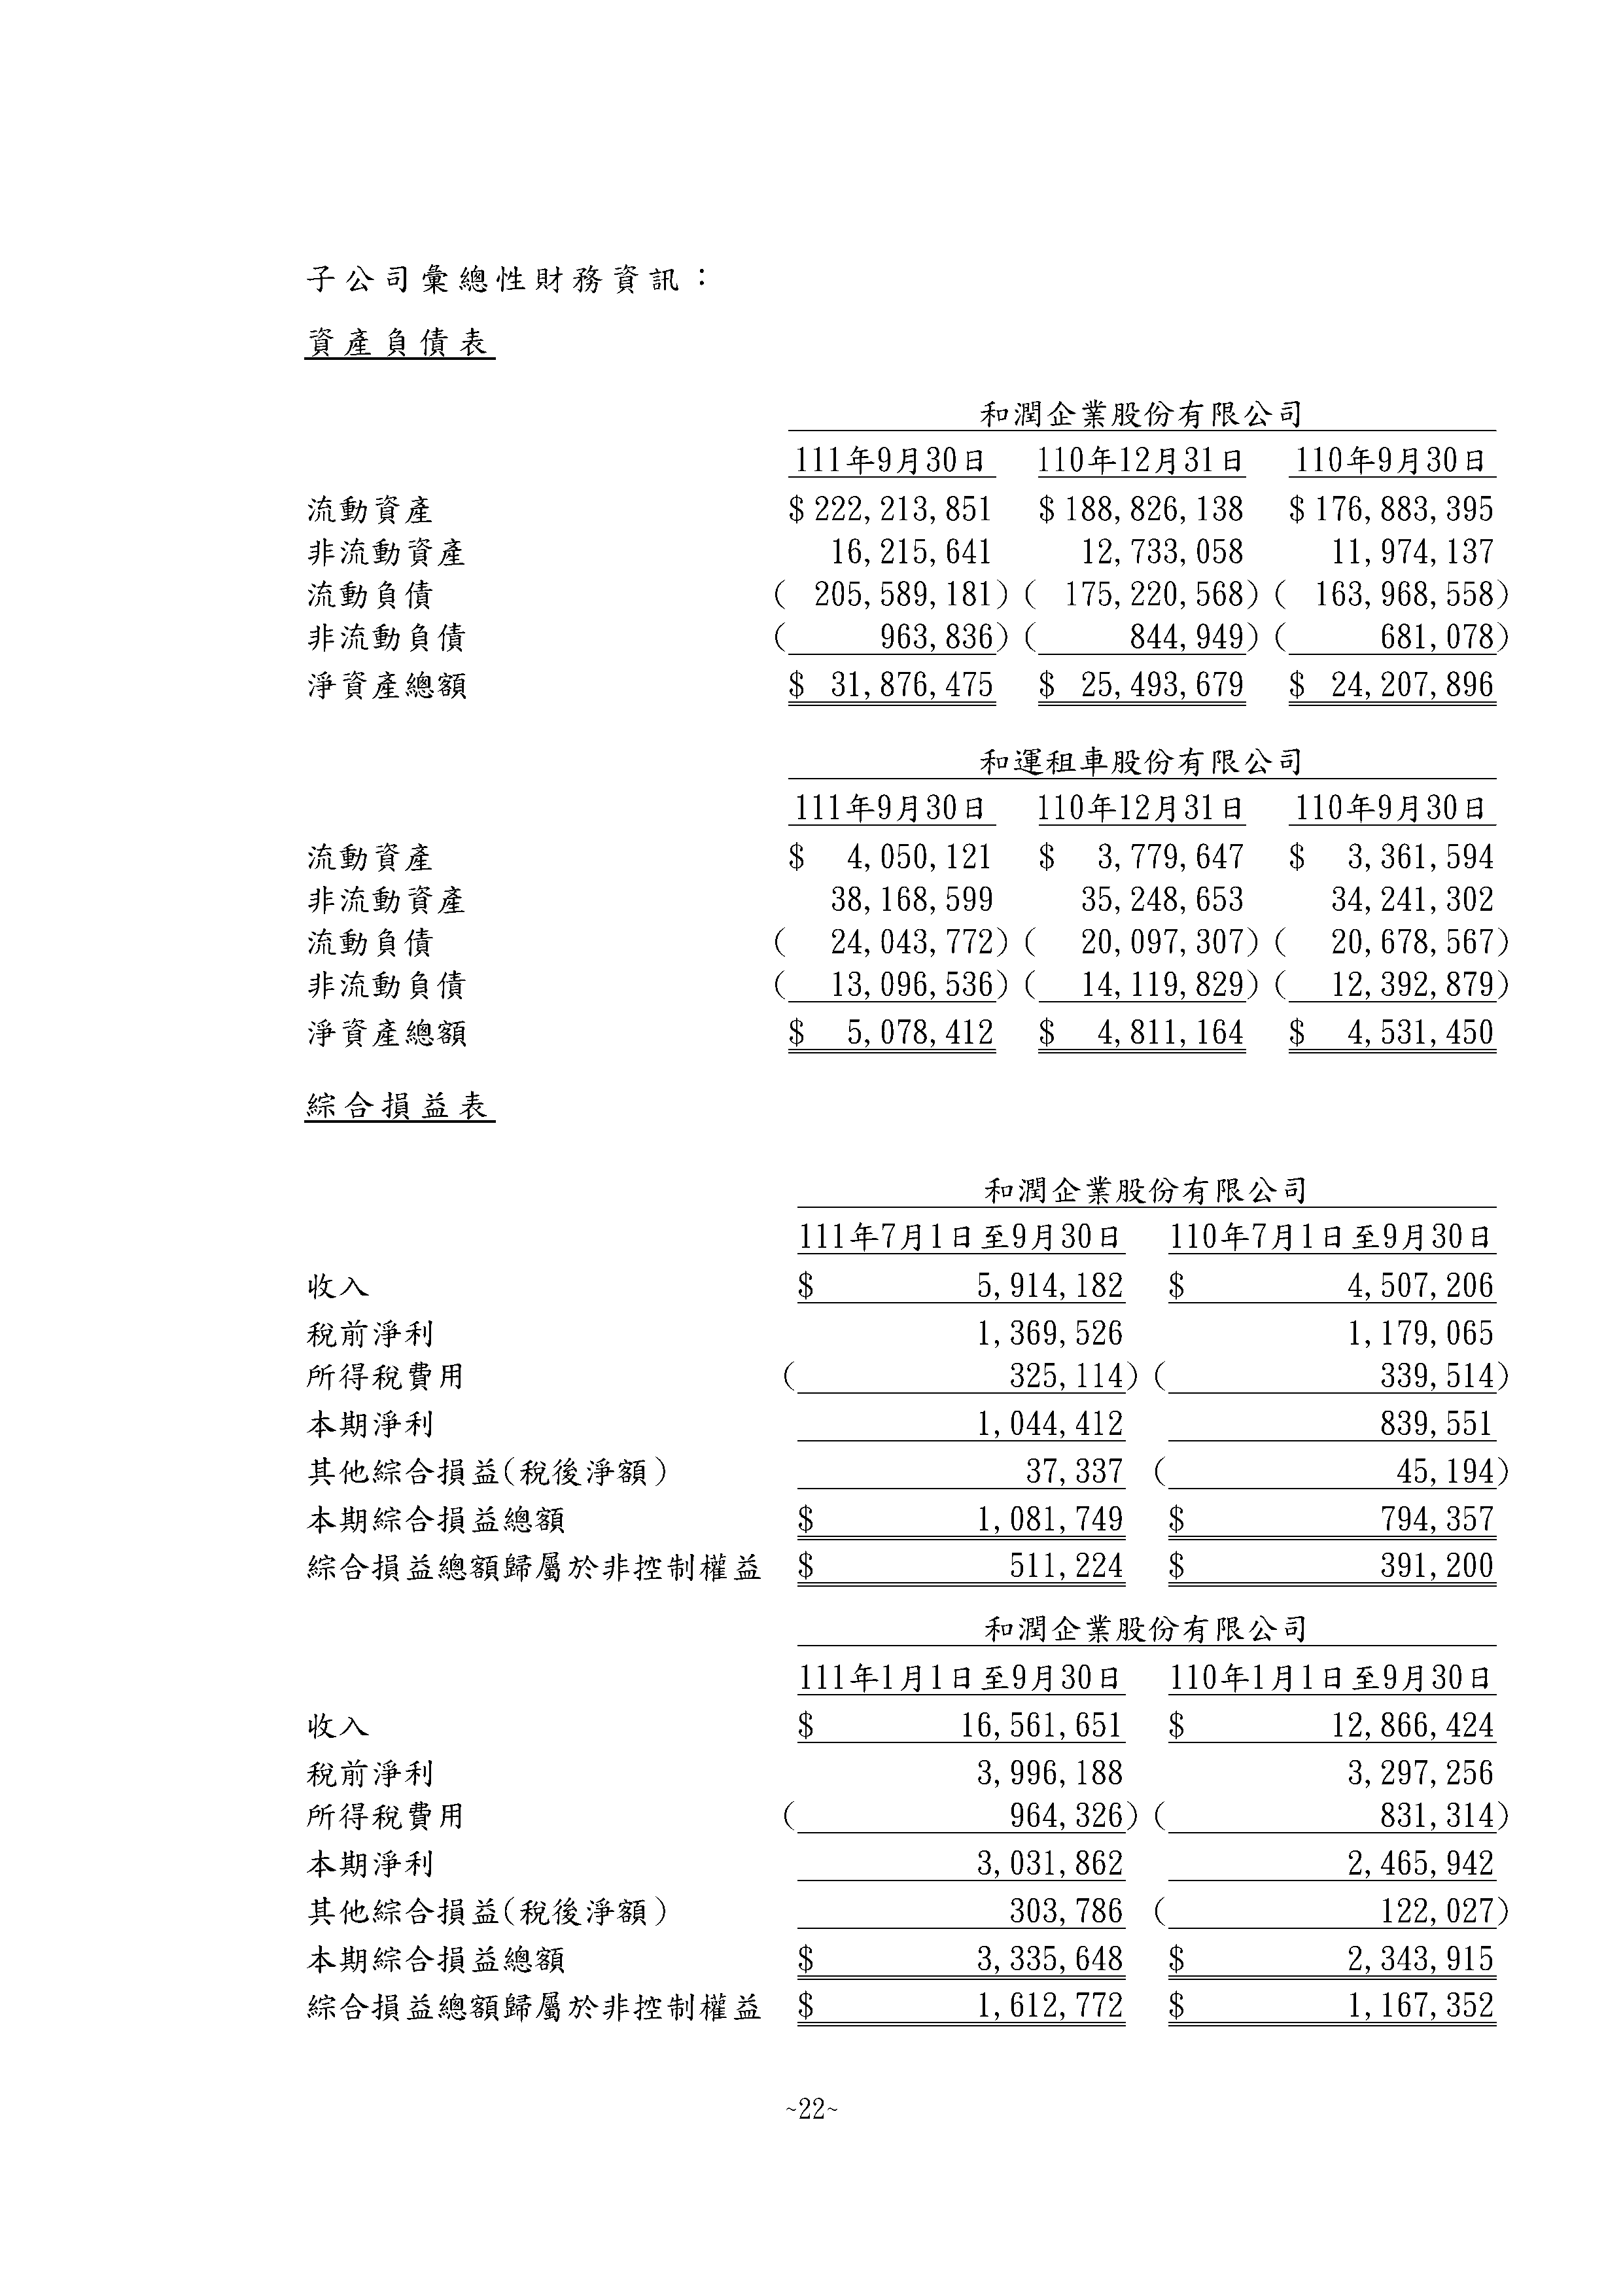 子公司彙總性財務資訊：
資產負債表
和潤企業股份有限公司
111年9月30日 110年12月31日 110年9月30日
流動資產 $ 222,213,851 $ 188,826,138 $ 176,883,395
非流動資產 16,215,641 12,733,058 11,974,137
流動負債 ( 205,589,181) ( 175,220,568) ( 163,968,558)
非流動負債 ( 963,836) ( 844,949) ( 681,078)
淨資產總額 $ 31,876,475 $ 25,493,679 $ 24,207,896
和運租車股份有限公司
111年9月30日 110年12月31日 110年9月30日
流動資產 $ 4,050,121 $ 3,779,647 $ 3,361,594
非流動資產 38,168,599 35,248,653 34,241,302
流動負債 ( 24,043,772) ( 20,097,307) ( 20,678,567)
非流動負債 ( 13,096,536) ( 14,119,829) ( 12,392,879)
淨資產總額 $ 5,078,412 $ 4,811,164 $ 4,531,450
綜合損益表
和潤企業股份有限公司
111年7月1日至9月30日 110年7月1日至9月30日
收入 $ 5,914,182 $ 4,507,206
稅前淨利 1,369,526 1,179,065
所得稅費用 ( 325,114) ( 339,514)
本期淨利 1,044,412 839,551
其他綜合損益(稅後淨額) 37,337 ( 45,194)
本期綜合損益總額 $ 1,081,749 $ 794,357
綜合損益總額歸屬於非控制權益 $ 511,224 $ 391,200
和潤企業股份有限公司
111年1月1日至9月30日 110年1月1日至9月30日
收入 $ 16,561,651 $ 12,866,424
稅前淨利 3,996,188 3,297,256
所得稅費用 ( 964,326) ( 831,314)
本期淨利 3,031,862 2,465,942
其他綜合損益(稅後淨額) 303,786 ( 122,027)
本期綜合損益總額 $ 3,335,648 $ 2,343,915
綜合損益總額歸屬於非控制權益 $ 1,612,772 $ 1,167,352
~22~